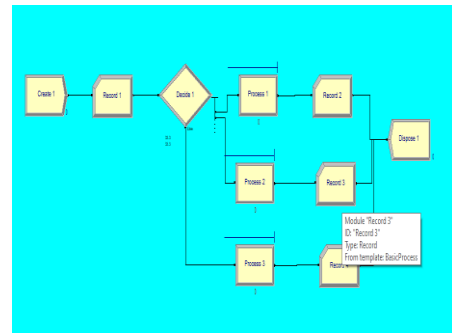 Create 1
Record 1
Decide 1
Process 1
Record 2
Dispose 1
Process 2
Record 3
Module "Record 3"
ID: "Record 3"
Type: Record
From template: BasicProcess
Process 3